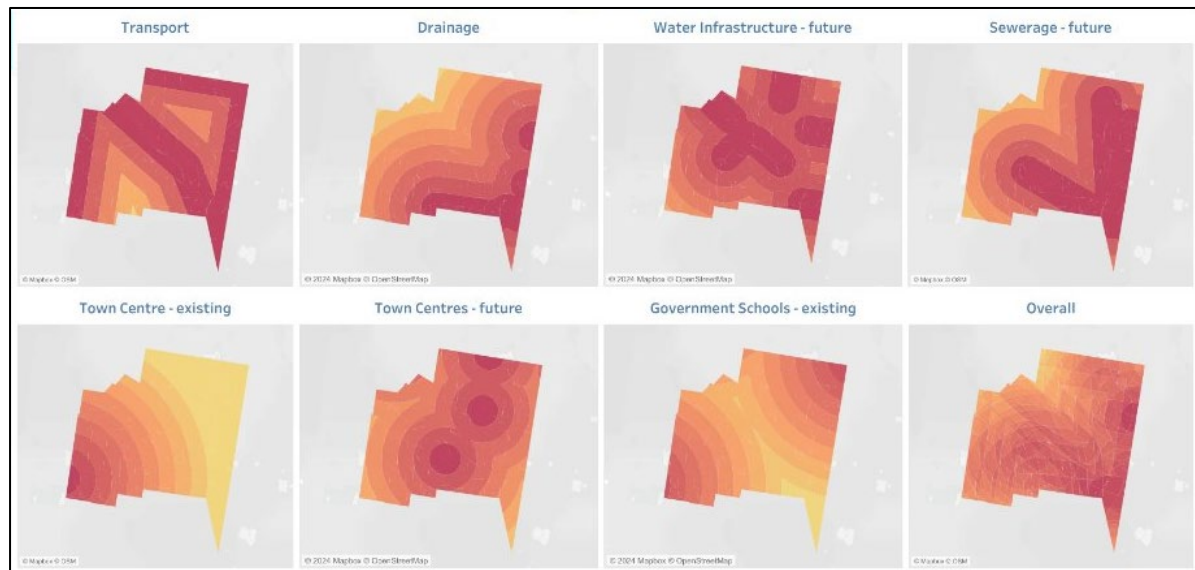 Transport
Drainage
Water Infrastructure - future
Sewerage - future
© Mapbox © OSM
© 2024 Mapbox © OpenStreetMap
© 2024 Mapbox © OpenStreetMap
© Mapbox © OSM
Town Centre - existing
Town Centres - future
Government Schools - existing
Overall
© Mapbox © OSM
© 2024 Mapbox © OpenStreetMap
© 2024 Mapbox © OpenStreetMap
© Mapbox © OSM